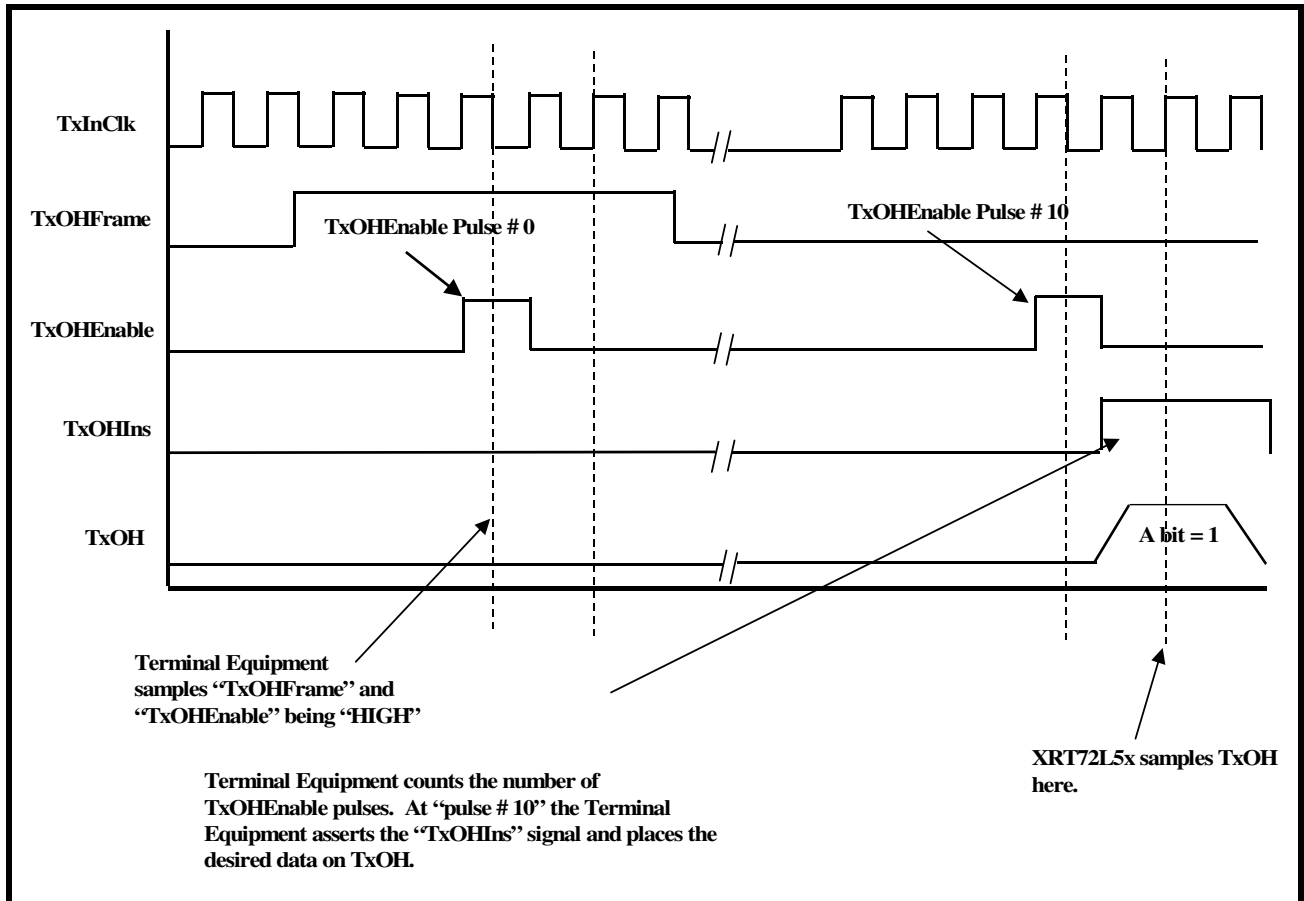 TxInClk
TxOHFrame
TxOHEnable Pulse # 0
TxOHEnable Pulse # 10
TxOHEnable
TxOHIns
TxOH
A bit = 1
Terminal Equipment
samples “TxOHFrame” and
“TxOHEnable” being “HIGH”
XRT72L5x samples TxOH
here.
Terminal Equipment counts the number of
TxOHEnable pulses. At “pulse # 10” the Terminal
Equipment asserts the “TxOHIns” signal and places the
desired data on TxOH.